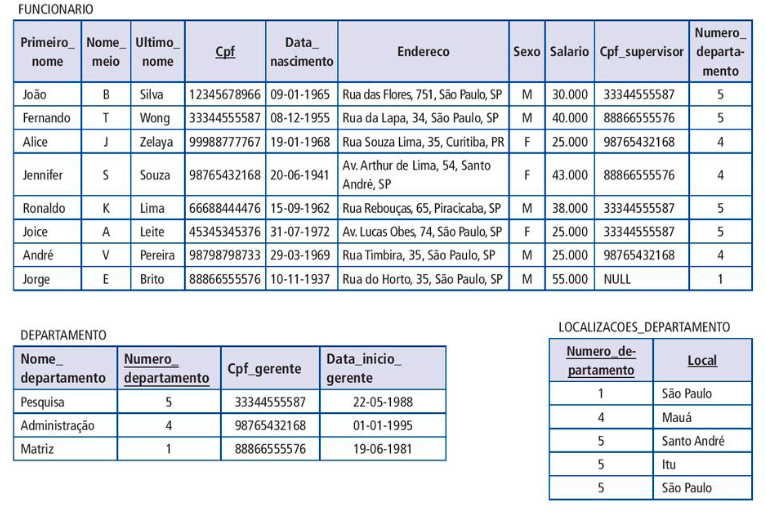 FUNCIONARIO
Primeiro_ nome Nome_ meio Ultimo_ nome Cpf Data_ nascimento Endereco Sexo Salario Cpf_supervisor Numero_ departa- mento
João B Silva 12345678966 09-01-1965 Rua das Flores, 751, São Paulo, SP M 30.000 33344555587 5
Fernando T Wong 33344555587 08-12-1955 Rua da Lapa, 34, São Paulo, SP M 40.000 88866555576 5
Alice J Zelaya 99988777767 19-01-1968 Rua Souza Lima, 35, Curitiba, PR F 25.000 98765432168 4
Jennifer S Souza 98765432168 20-06-1941 Av. Arthur de Lima, 54, Santo André, SP F 43.000 88866555576 4
Ronaldo K Lima 66688444476 15-09-1962 Rua Rebouças, 65, Piracicaba, SP M 38.000 33344555587 5
Joice A Leite 45345345376 31-07-1972 Av. Lucas Obes, 74, São Paulo, SP F 25.000 33344555587 5
André V Pereira 98798798733 29-03-1969 Rua Timbira, 35, São Paulo, SP M 25.000 98765432168 4
Jorge E Brito 88866555576 10-11-1937 Rua do Horto, 35, São Paulo, SP M 55.000 NULL 1
DEPARTAMENTO
Nome_ departamento Numero_ departamento Cpf_gerente Data_inicio_ gerente
Pesquisa 5 33344555587 22-05-1988
Administração 4 98765432168 01-01-1995
Matriz 1 88866555576 19-06-1981
LOCALIZACOES_DEPARTAMENTO
Numero_de- partamento Local
1 São Paulo
4 Mauá
5 Santo André
5 Itu
5 São Paulo